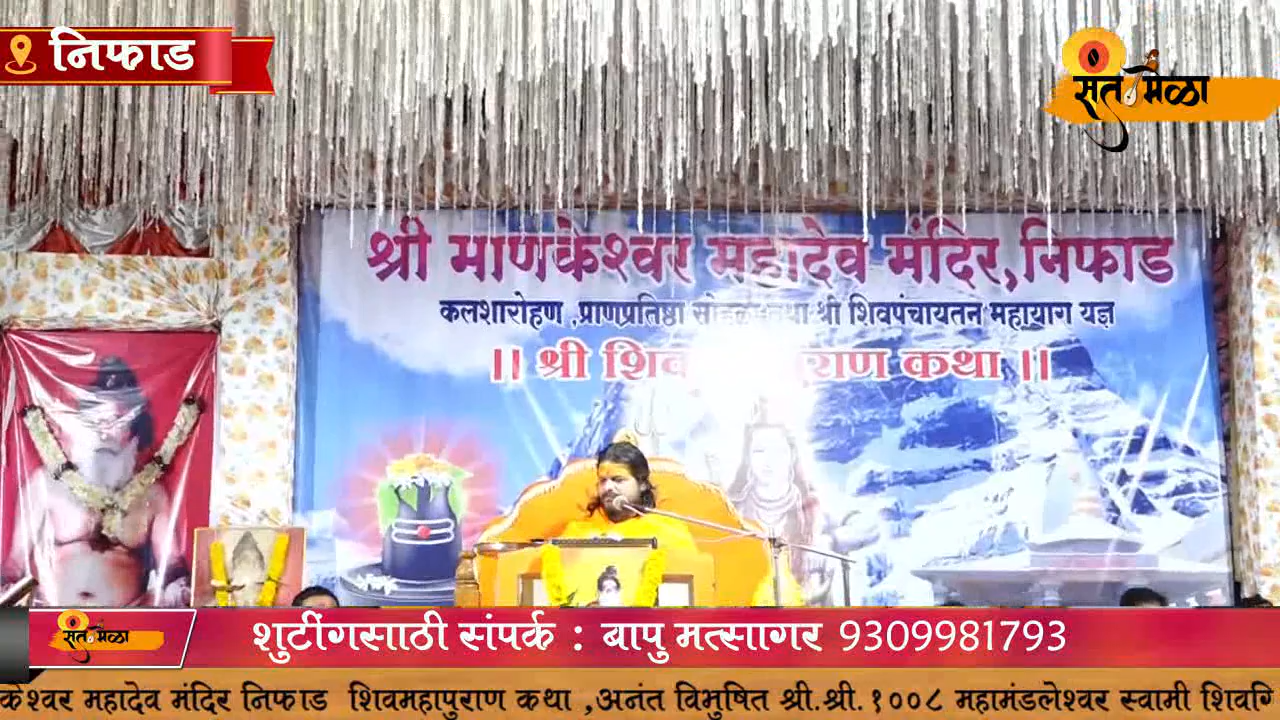 निफाड
संत मेळा
श्री माणकेश्वर महादेव मंदिर,निफाड
कलशारोहण ,प्राणप्रतिष्ठा सोहळा तथा श्री शिवपंचायतन महायाग यज्ञ
।। श्री शिव पुराण कथा ।।
संत मेळा
शुटींगसाठी संपर्क : बापु मत्सागर 9309981793
केश्वर महादेव मंदिर निफाड शिवमहापुराण कथा ,अनंत विभुषित श्री.श्री.१००८ महामंडलेश्वर स्वामी शिवगि